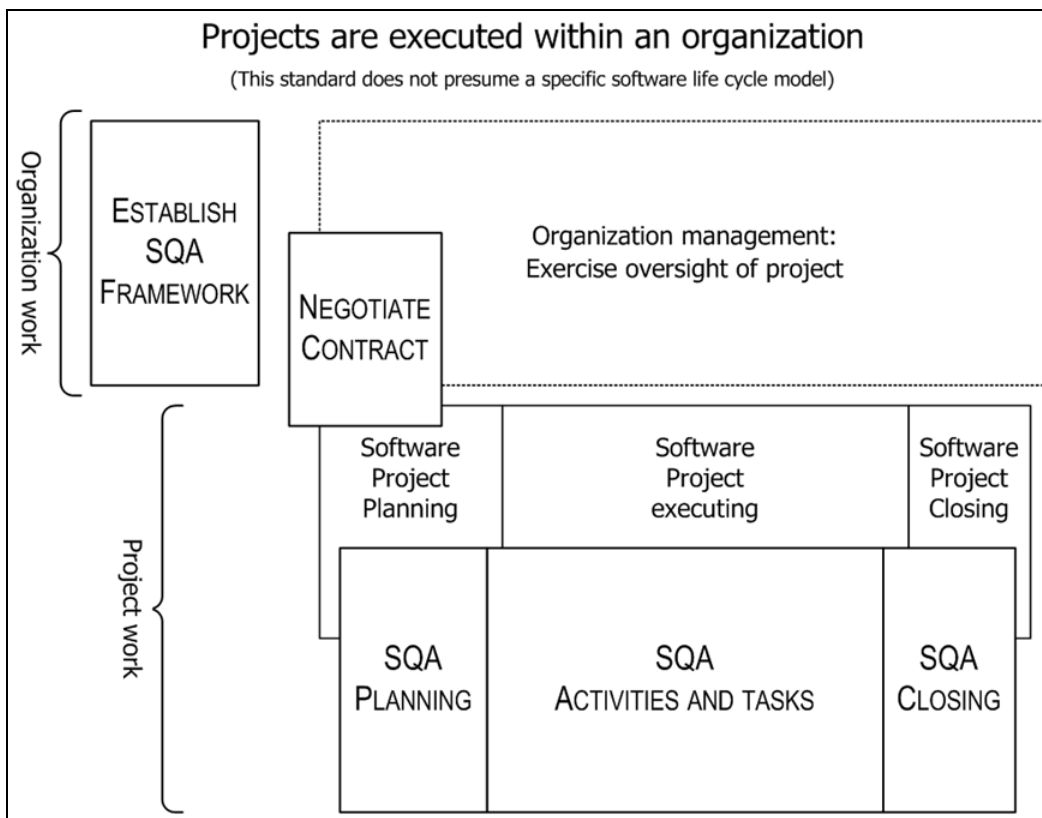 Projects are executed within an organization
(This standard does not presume a specific software life cycle model)
Organization work
ESTABLISH
SQA
FRAMEWORK
NEGOTIATE
CONTRACT
Organization management:
Exercise oversight of project
Project work
Software
Project
Planning
Software
Project
executing
Software
Project
Closing
SQA
PLANNING
SQA
ACTIVITIES AND TASKS
SQA
CLOSING